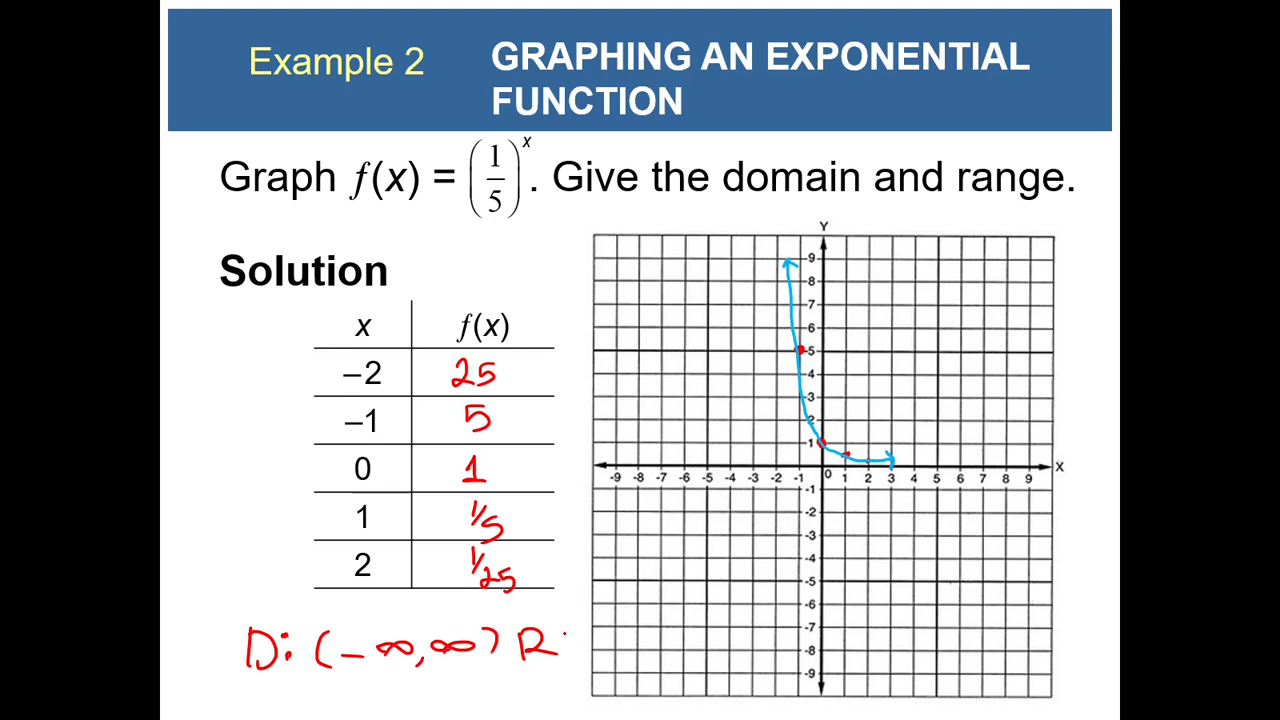 Example 2
GRAPHING AN EXPONENTIAL
FUNCTION
Graph f(x) = (1/5)^x. Give the domain and range.
Solution
x f(x)
–2 25
–1 5
0 1
1 1/5
2 1/25
D: (-∞,∞) R:
Y
9
8
7
6
5
4
3
2
1
-9 -8 -7 -6 -5 -4 -3 -2 -1 0 1 2 3 4 5 6 7 8 9 X
-1
-2
-3
-4
-5
-6
-7
-8
-9